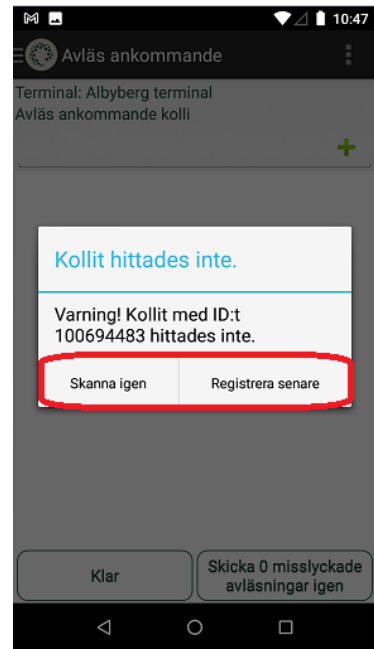 10:47
Avläs ankommande
Terminal: Albyberg terminal
Avläs ankommande kolli
Kollit hittades inte.
Varning! Kollit med ID:t
100694483 hittades inte.
Skanna igen Registrera senare
Klar
Skicka 0 misslyckade
avläsningar igen